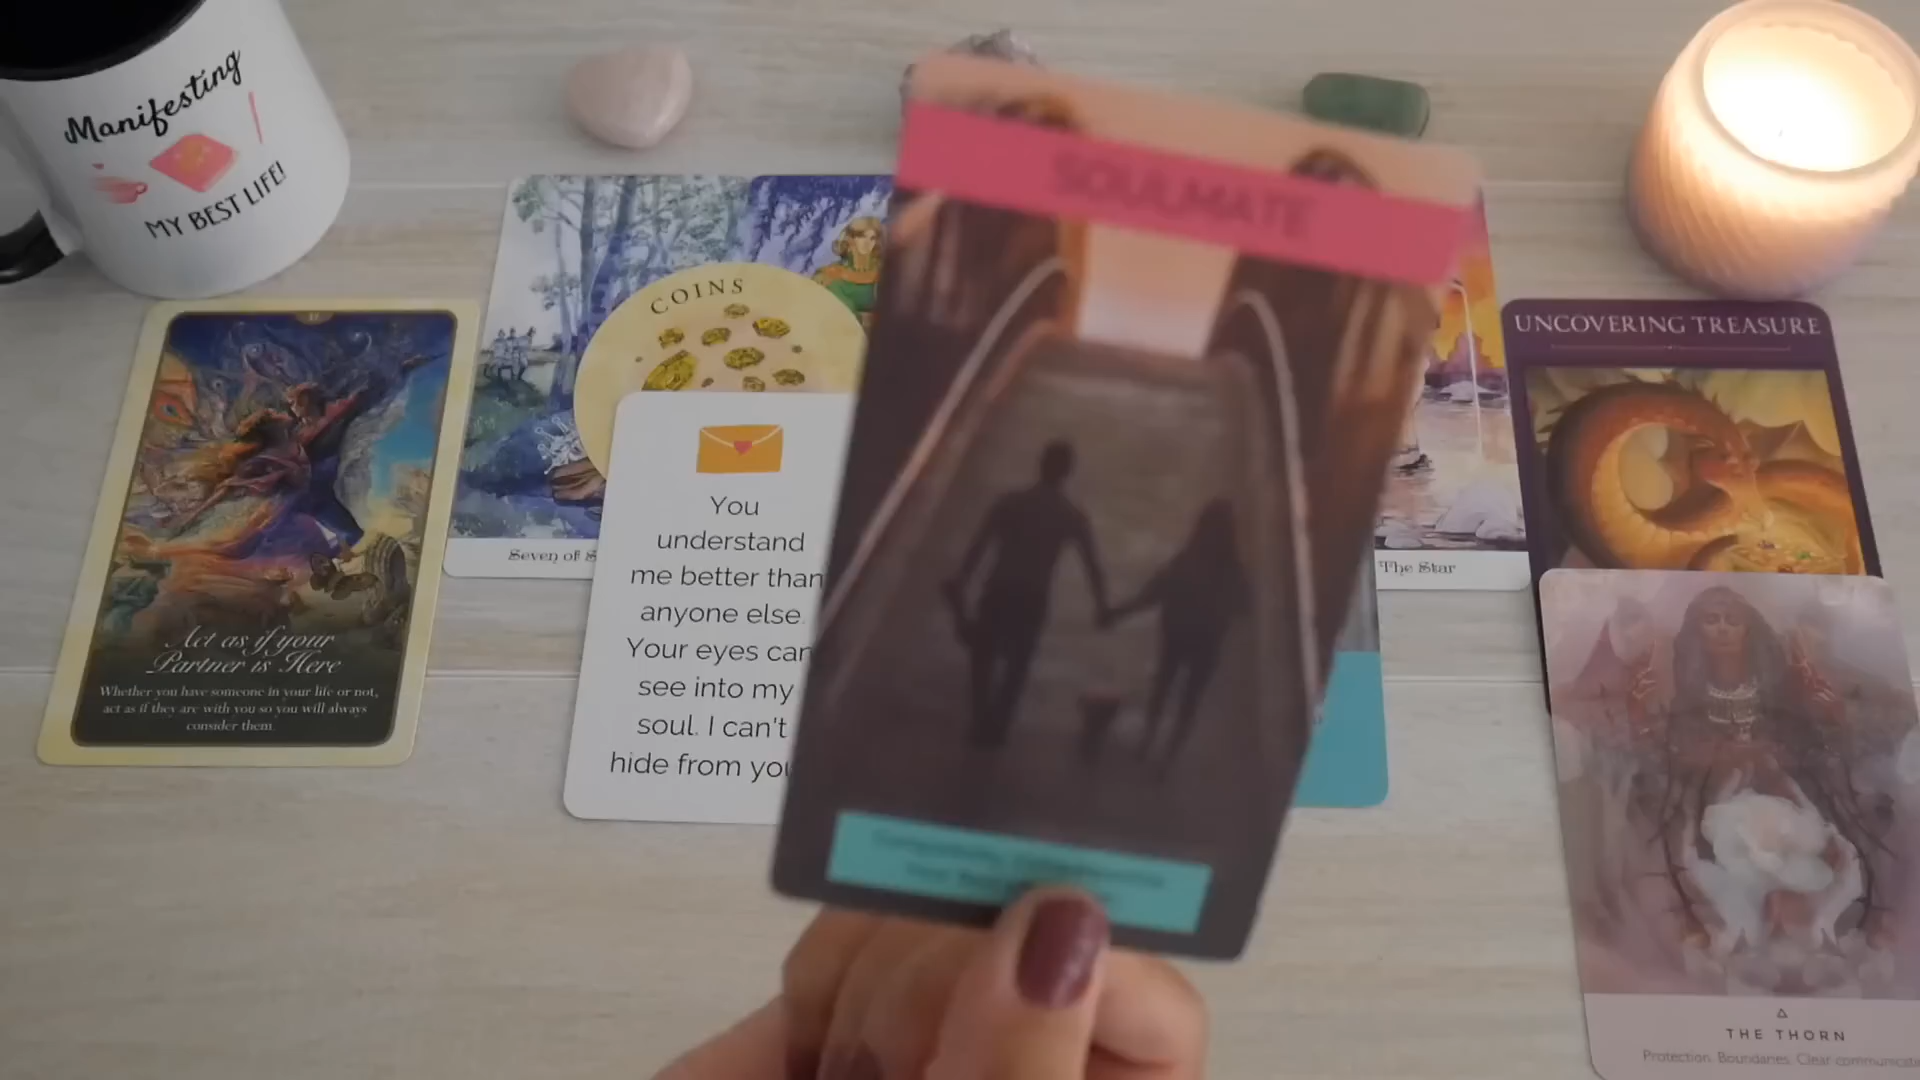 Manifesting
MY BEST LIFE!
SOULMATE
COINS
UNCOVERING TREASURE
Seven of S
The Star
You
understand
me better than
anyone else
Your eyes can
see into my
soul. I can't
hide from you
Act as if your
Partner is Here
Whether you have someone in your life or not,
act as if they are with you so you will always
consider them.
THE THORN
Protection. Boundaries. Clear communicati